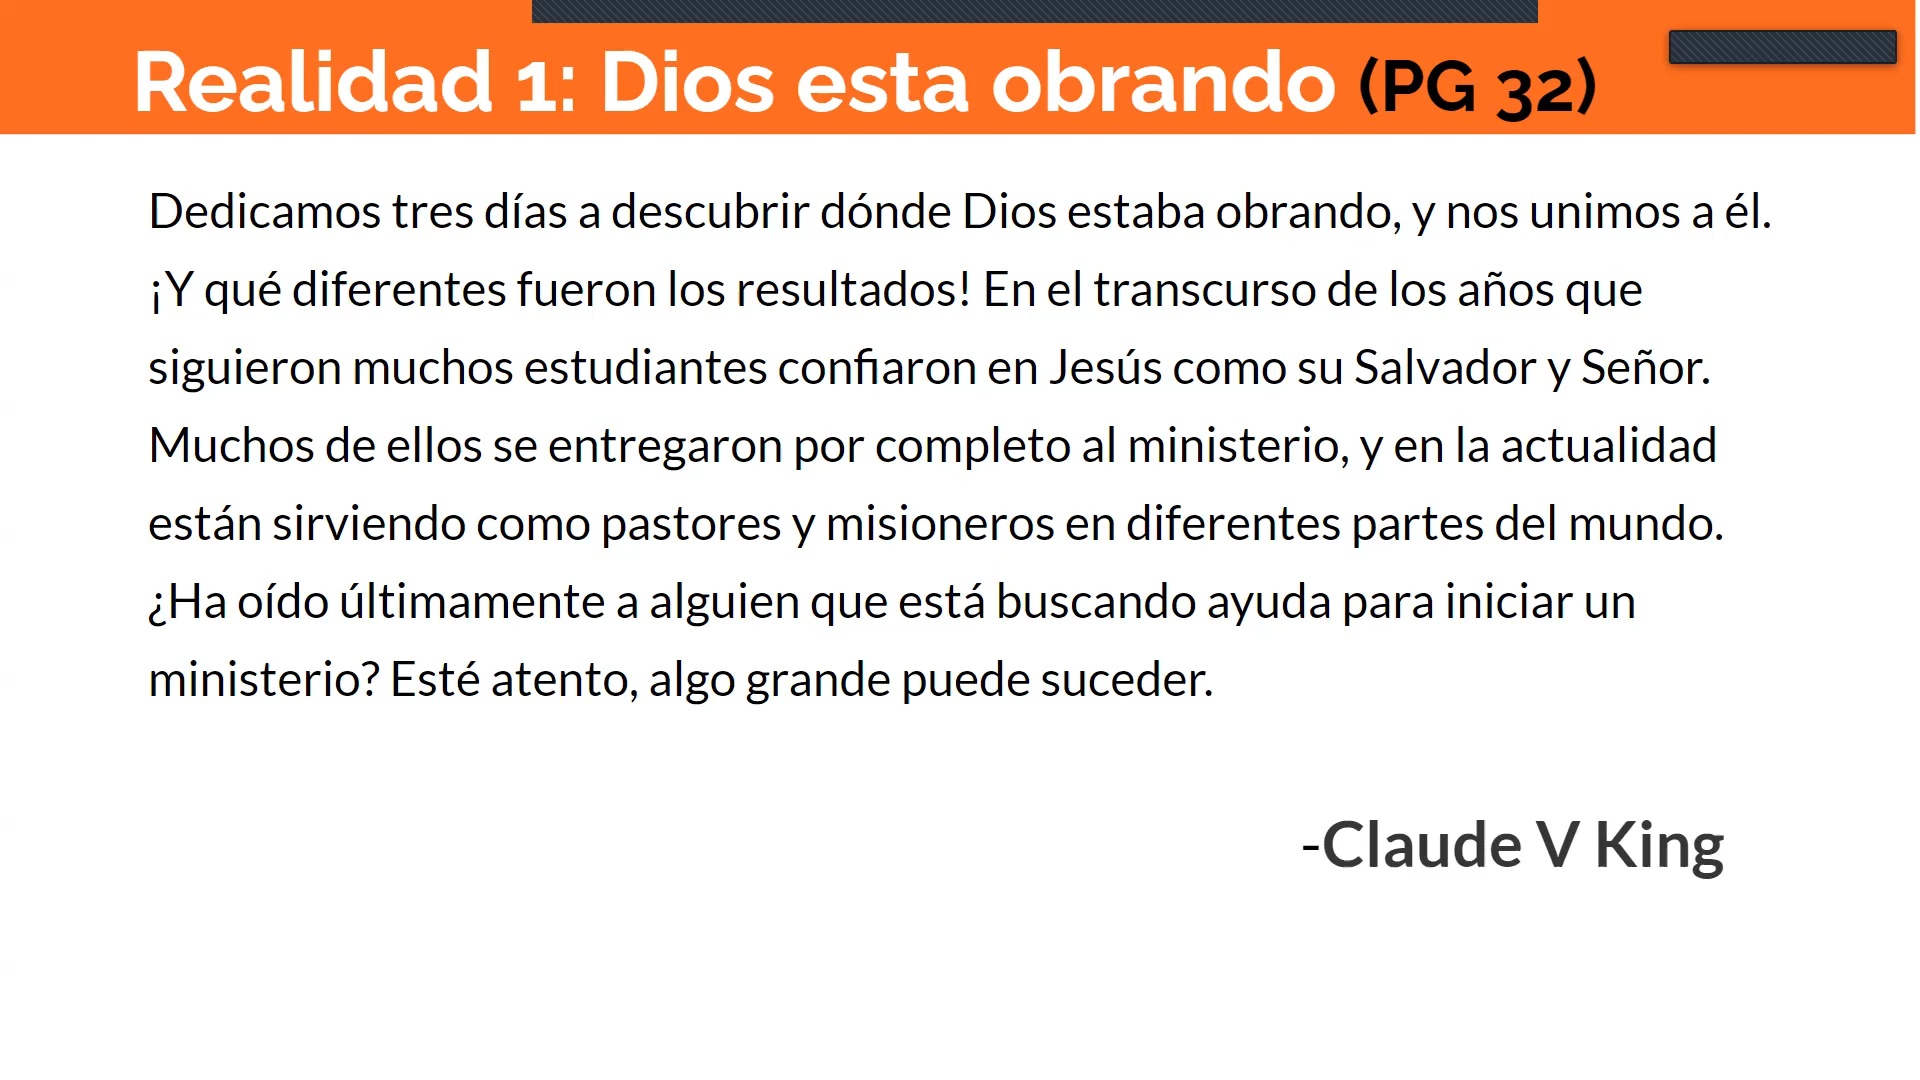 Realidad 1: Dios esta obrando (PG 32)
Dedicamos tres días a descubrir dónde Dios estaba obrando, y nos unimos a él.
¡Y qué diferentes fueron los resultados! En el transcurso de los años que
siguieron muchos estudiantes confiaron en Jesús como su Salvador y Señor.
Muchos de ellos se entregaron por completo al ministerio, y en la actualidad
están sirviendo como pastores y misioneros en diferentes partes del mundo.
¿Ha oído últimamente a alguien que está buscando ayuda para iniciar un
ministerio? Esté atento, algo grande puede suceder.
-Claude V King